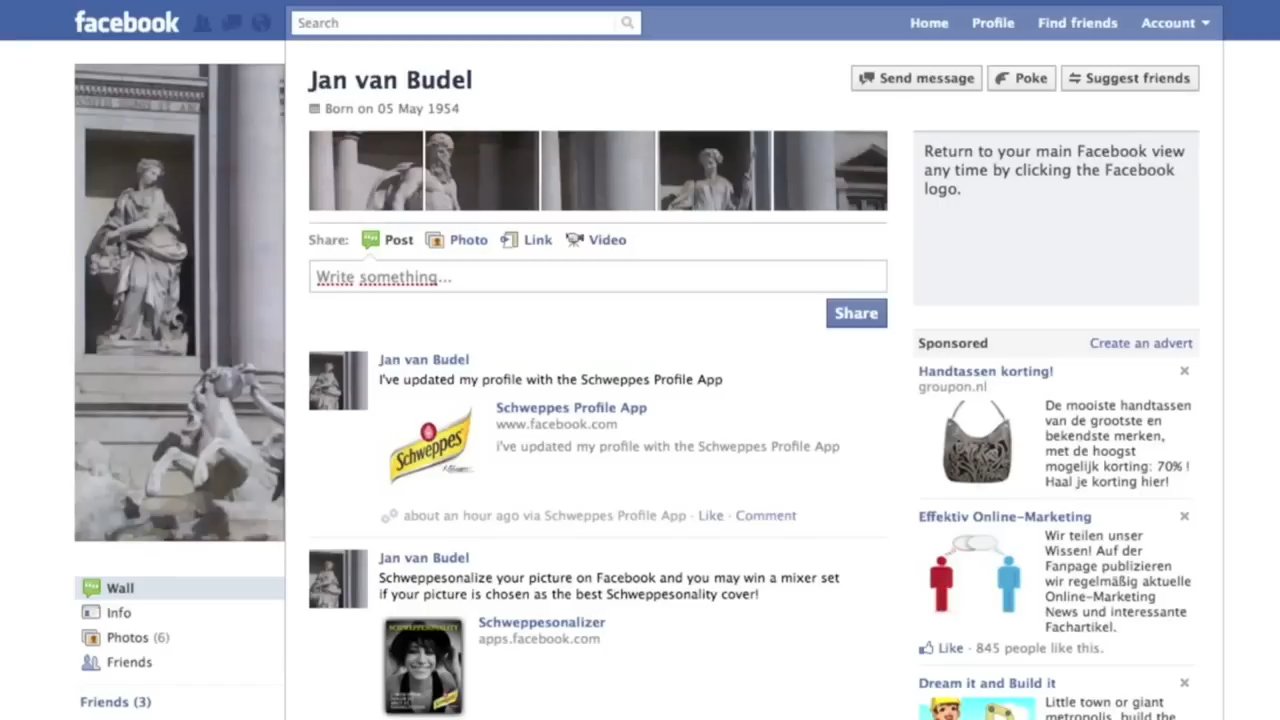 facebook
Search
Home Profile Find friends Account
Jan van Budel
Send message
Poke
Suggest friends
Born on 05 May 1954
Return to your main Facebook view
any time by clicking the Facebook
logo.
Share: Post Photo Link Video
Write something...
Share
Jan van Budel
I've updated my profile with the Schweppes Profile App
Schweppes
Schweppes Profile App
www.facebook.com
i've updated my profile with the Schweppes Profile App
about an hour ago via Schweppes Profile App · Like · Comment
Jan van Budel
Schweppesonalize your picture on Facebook and you may win a mixer set
if your picture is chosen as the best Schweppesonality cover!
SCHWEPPESONALITY
Schweppesonalizer
apps.facebook.com
Wall
Info
Photos (6)
Friends
Friends (3)
Sponsored Create an advert
Handtassen korting!
groupon.nl
De mooiste handtassen
van de grootste en
bekendste merken,
met de hoogst
mogelijk korting: 70% !
Haal je korting hier!
Effektiv Online-Marketing
Wir teilen unser
Wissen! Auf der
Fanpage publizieren
wir regelmäßig aktuelle
Online-Marketing
News und interessante
Fachartikel.
Like · 845 people like this.
Dream it and Build it
Little town or giant
metropolis, build the